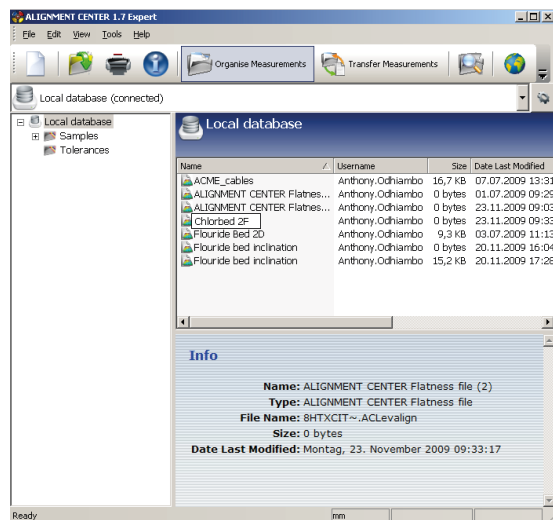 ALIGNMENT CENTER 1.7 Expert
File Edit View Tools Help
Organise Measurements Transfer Measurements
Local database (connected)
Local database
Samples
Tolerances
Local database
Name Username Size Date Last Modified
ACME_cables Anthony.Odhiambo 16,7 KB 07.07.2009 13:31
ALIGNMENT CENTER Flatnes... Anthony.Odhiambo 0 bytes 01.07.2009 09:29
ALIGNMENT CENTER Flatnes... Anthony.Odhiambo 0 bytes 23.11.2009 09:03
Chlorbed 2F Anthony.Odhiambo 0 bytes 23.11.2009 09:33
Flouride Bed 2D Anthony.Odhiambo 9,3 KB 03.07.2009 11:13
Flouride bed inclination Anthony.Odhiambo 0 bytes 20.11.2009 16:04
Flouride bed inclination Anthony.Odhiambo 15,2 KB 20.11.2009 17:28
Info
Name: ALIGNMENT CENTER Flatness file (2)
Type: ALIGNMENT CENTER Flatness file
File Name: 8HTXCIT~.ACLevalign
Size: 0 bytes
Date Last Modified: Montag, 23. November 2009 09:33:17
Ready mm